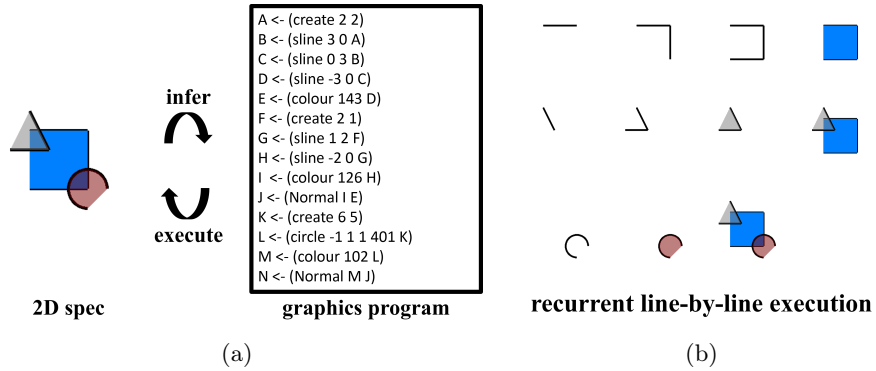 A <- (create 2 2)
B <- (sline 3 0 A)
C <- (sline 0 3 B)
D <- (sline -3 0 C)
E <- (colour 143 D)
F <- (create 2 1)
G <- (sline 1 2 F)
H <- (sline -2 0 G)
I <- (colour 126 H)
J <- (Normal I E)
K <- (create 6 5)
L <- (circle -1 1 1 401 K)
M <- (colour 102 L)
N <- (Normal M J)
infer
execute
2D spec
graphics program
recurrent line-by-line execution
(a)
(b)